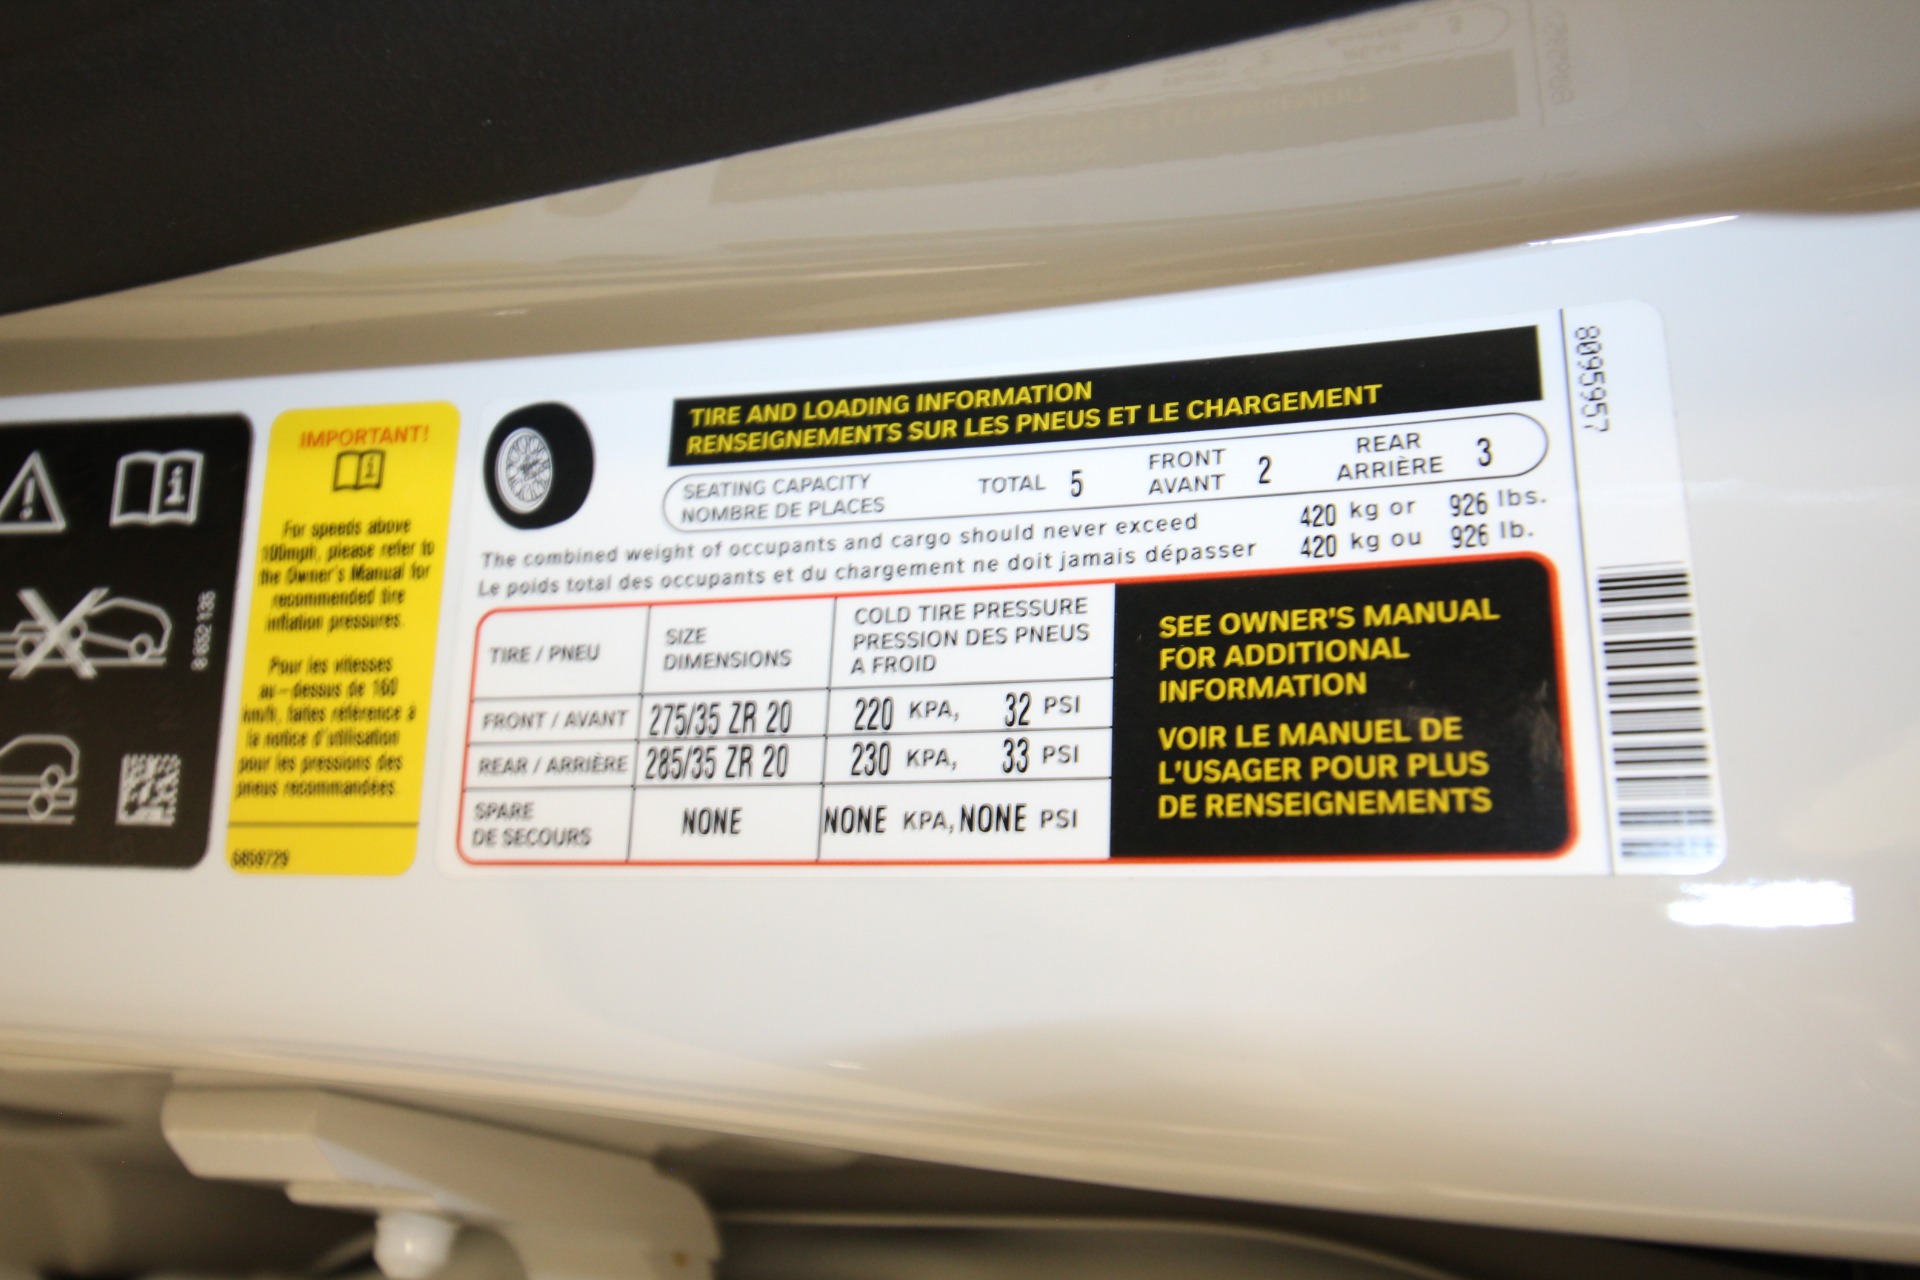 8 852 135
IMPORTANT!
For speeds above
100mph, please refer to
the Owner's Manual for
recommended tire
inflation pressures.
Pour les vitesses
au-dessus de 160
km/h, faites référence à
la notice d'utilisation
pour les pressions des
pneus recommandées.
6859729
TIRE AND LOADING INFORMATION
RENSEIGNEMENTS SUR LES PNEUS ET LE CHARGEMENT
SEATING CAPACITY
NOMBRE DE PLACES
TOTAL 5
FRONT
AVANT 2
REAR
ARRIÈRE 3
The combined weight of occupants and cargo should never exceed 420 kg or 926 lbs.
Le poids total des occupants et du chargement ne doit jamais dépasser 420 kg ou 926 lb.
TIRE / PNEU
SIZE
DIMENSIONS
COLD TIRE PRESSURE
PRESSION DES PNEUS
A FROID
FRONT / AVANT 275/35 ZR 20 220 KPA, 32 PSI
REAR / ARRIÈRE 285/35 ZR 20 230 KPA, 33 PSI
SPARE
DE SECOURS
NONE NONE KPA, NONE PSI
SEE OWNER'S MANUAL
FOR ADDITIONAL
INFORMATION
VOIR LE MANUEL DE
L'USAGER POUR PLUS
DE RENSEIGNEMENTS
8095957